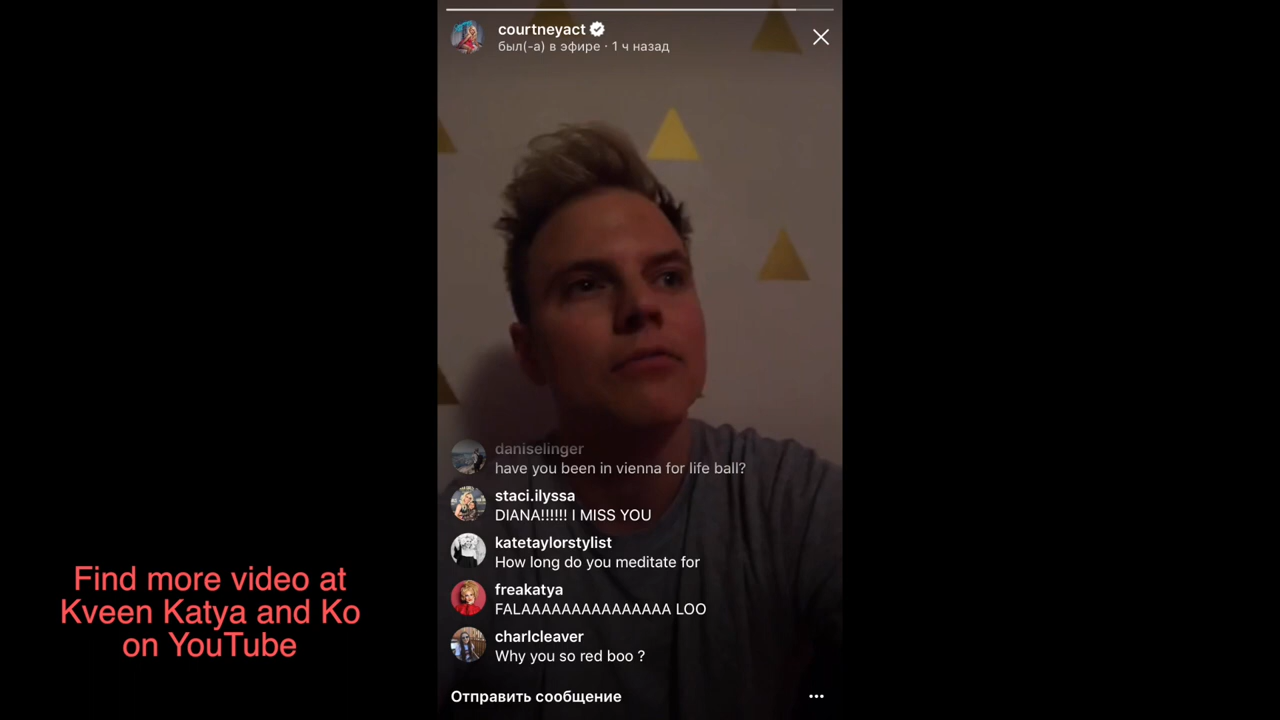 courtneyact
был(-а) в эфире · 1 ч назад
daniselinger
have you been in vienna for life ball?
staci.ilyssa
DIANA!!!!!! I MISS YOU
katetaylorstylist
How long do you meditate for
freakatya
FALAAAAAAAAAAAAAAA LOO
charlcleaver
Why you so red boo ?
Отправить сообщение
Find more video at
Kveen Katya and Ko
on YouTube